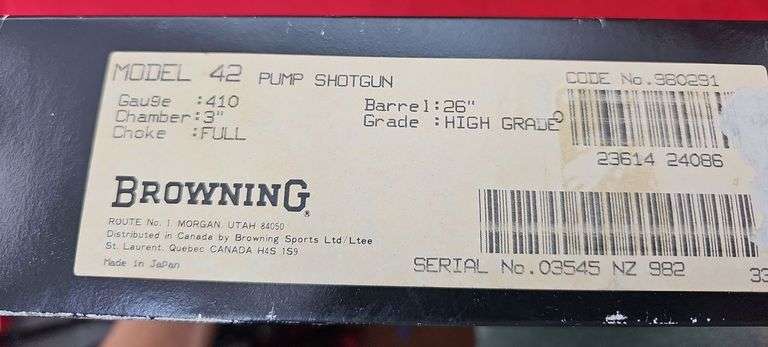 MODEL 42 PUMP SHOTGUN
CODE No.980291
Gauge :410
Barrel:26"
Chamber:3"
Grade :HIGH GRADE
Choke :FULL
23614 24086
BROWNING®
ROUTE No. 1, MORGAN, UTAH 84050
Distributed in Canada by Browning Sports Ltd/Ltee
St. Laurent, Quebec CANADA H4S 1S9
Made in Japan
SERIAL No.03545 NZ 982
33